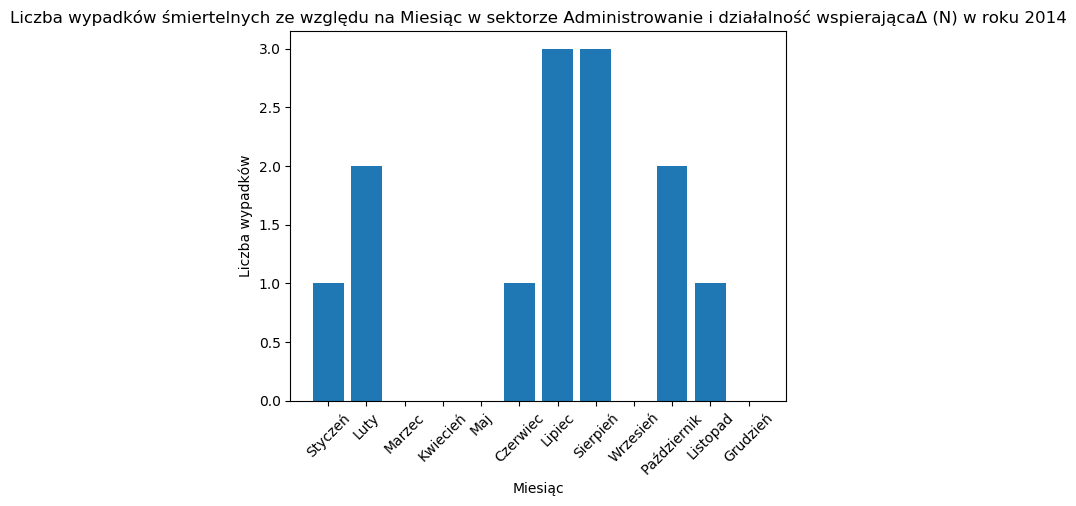 Liczba wypadków śmiertelnych ze względu na Miesiąc w sektorze Administrowanie i działalność wspierającaΔ (N) w roku 2014
3.0
2.5
2.0
1.5
1.0
0.5
0.0
Liczba wypadków
Styczeń
Luty
Marzec
Kwiecień
Maj
Czerwiec
Lipiec
Sierpień
Wrzesień
Październik
Listopad
Grudzień
Miesiąc